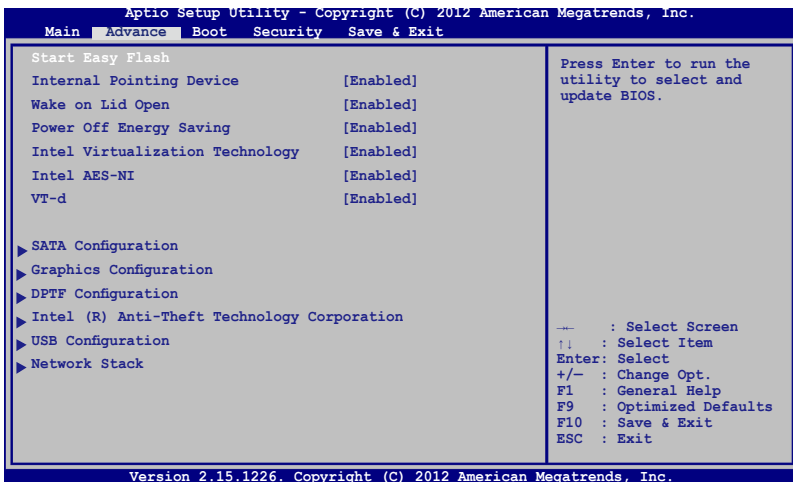 Aptio Setup Utility - Copyright (C) 2012 American Megatrends, Inc.
Main Advance Boot Security Save & Exit
Start Easy Flash
Internal Pointing Device [Enabled]
Wake on Lid Open [Enabled]
Power Off Energy Saving [Enabled]
Intel Virtualization Technology [Enabled]
Intel AES-NI [Enabled]
VT-d [Enabled]
SATA Configuration
Graphics Configuration
DPTF Configuration
Intel (R) Anti-Theft Technology Corporation
USB Configuration
Network Stack
Press Enter to run the
utility to select and
update BIOS.
→← : Select Screen
↑↓ : Select Item
Enter: Select
+/— : Change Opt.
F1 : General Help
F9 : Optimized Defaults
F10 : Save & Exit
ESC : Exit
Version 2.15.1226. Copyright (C) 2012 American Megatrends, Inc.